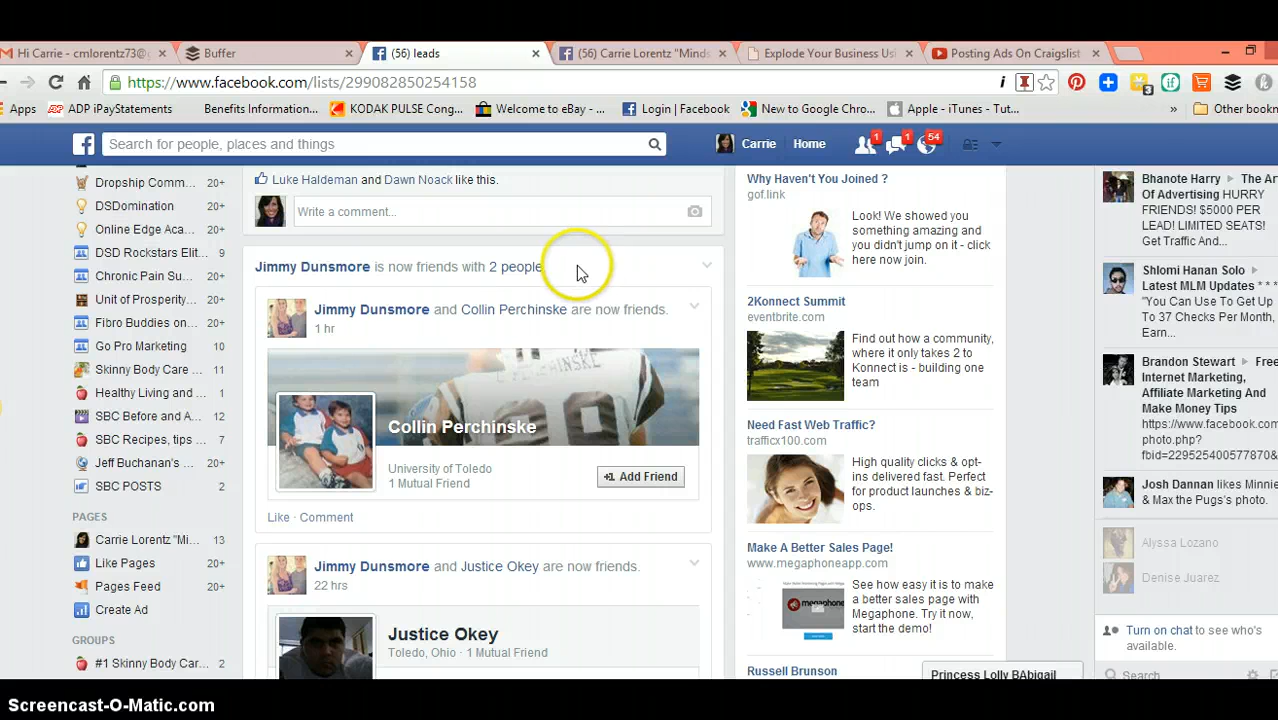 Hi Carrie - cmlorentz73@g
Buffer
(56) leads
(56) Carrie Lorentz "Minds
Explode Your Business Usi
Posting Ads On Craigslist
https://www.facebook.com/lists/299082850254158
Apps
ADP iPayStatements
Benefits Information...
KODAK PULSE Cong...
Welcome to eBay - ...
Login | Facebook
New to Google Chro...
Apple - iTunes - Tut...
»
Other bookm
Search for people, places and things
Carrie
Home
1
1
54
Dropship Comm... 20+
DSDomination 20+
Online Edge Aca... 20+
DSD Rockstars Elit... 9
Chronic Pain Su... 20+
Unit of Prosperity... 20+
Fibro Buddies on... 20+
Go Pro Marketing 10
Skinny Body Care ... 11
Healthy Living and ... 1
SBC Before and A... 12
SBC Recipes, tips ... 7
Jeff Buchanan's ... 20+
SBC POSTS 2
PAGES
Carrie Lorentz "Mi... 13
Like Pages 20+
Pages Feed 20+
Create Ad
GROUPS
#1 Skinny Body Car... 2
Luke Haldeman and Dawn Noack like this.
Write a comment...
Jimmy Dunsmore is now friends with 2 people.
Jimmy Dunsmore and Collin Perchinske are now friends.
1 hr
Collin Perchinske
University of Toledo
1 Mutual Friend
+1 Add Friend
Like · Comment
Jimmy Dunsmore and Justice Okey are now friends.
22 hrs
Justice Okey
Toledo, Ohio · 1 Mutual Friend
Why Haven't You Joined ?
gof.link
Look! We showed you
something amazing and
you didn't jump on it - click
here now join.
2Konnect Summit
eventbrite.com
Find out how a community,
where it only takes 2 to
Konnect is - building one
team
Need Fast Web Traffic?
trafficx100.com
High quality clicks & opt-
ins delivered fast. Perfect
for product launches & biz-
ops.
Make A Better Sales Page!
www.megaphoneapp.com
See how easy it is to make
a better sales page with
Megaphone. Try it now,
start the demo!
Russell Brunson
Bhanote Harry ▸ The Ar
Of Advertising HURRY
FRIENDS! $5000 PER
LEAD! LIMITED SEATS!
Get Traffic And...
Shlomi Hanan Solo ▸
Latest MLM Updates * * *
"You Can Use To Get Up
To 37 Checks Per Month,
Earn...
Brandon Stewart ▸ Free
Internet Marketing,
Affiliate Marketing And
Make Money Tips
https://www.facebook.com/
photo.php?
fbid=229525400577870&
Josh Dannan likes Minnie
& Max the Pugs's photo.
Alyssa Lozano
Denise Juarez
Turn on chat to see who's
available.
Princess Lolly BAbigail
Search
Screencast-O-Matic.com